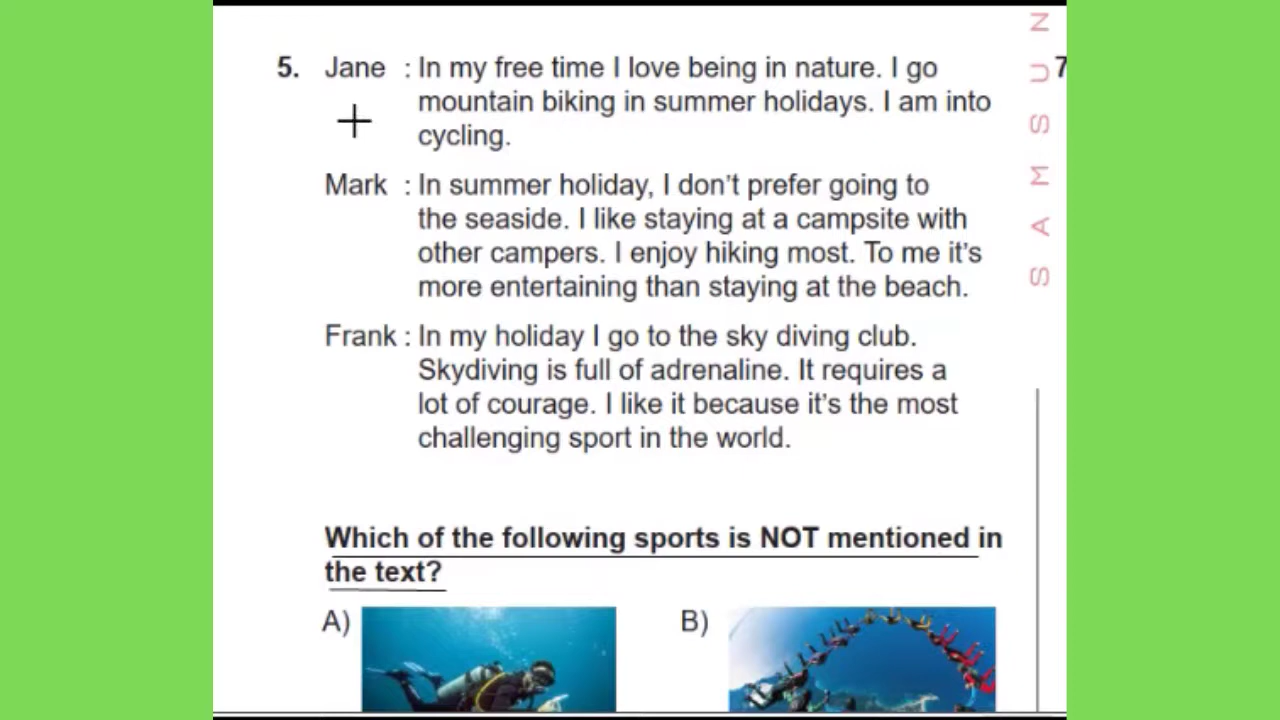 5. Jane : In my free time I love being in nature. I go
mountain biking in summer holidays. I am into
cycling.
Mark : In summer holiday, I don't prefer going to
the seaside. I like staying at a campsite with
other campers. I enjoy hiking most. To me it's
more entertaining than staying at the beach.
Frank : In my holiday I go to the sky diving club.
Skydiving is full of adrenaline. It requires a
lot of courage. I like it because it's the most
challenging sport in the world.
Which of the following sports is NOT mentioned in
the text?
A)
B)
S A M S U N
7